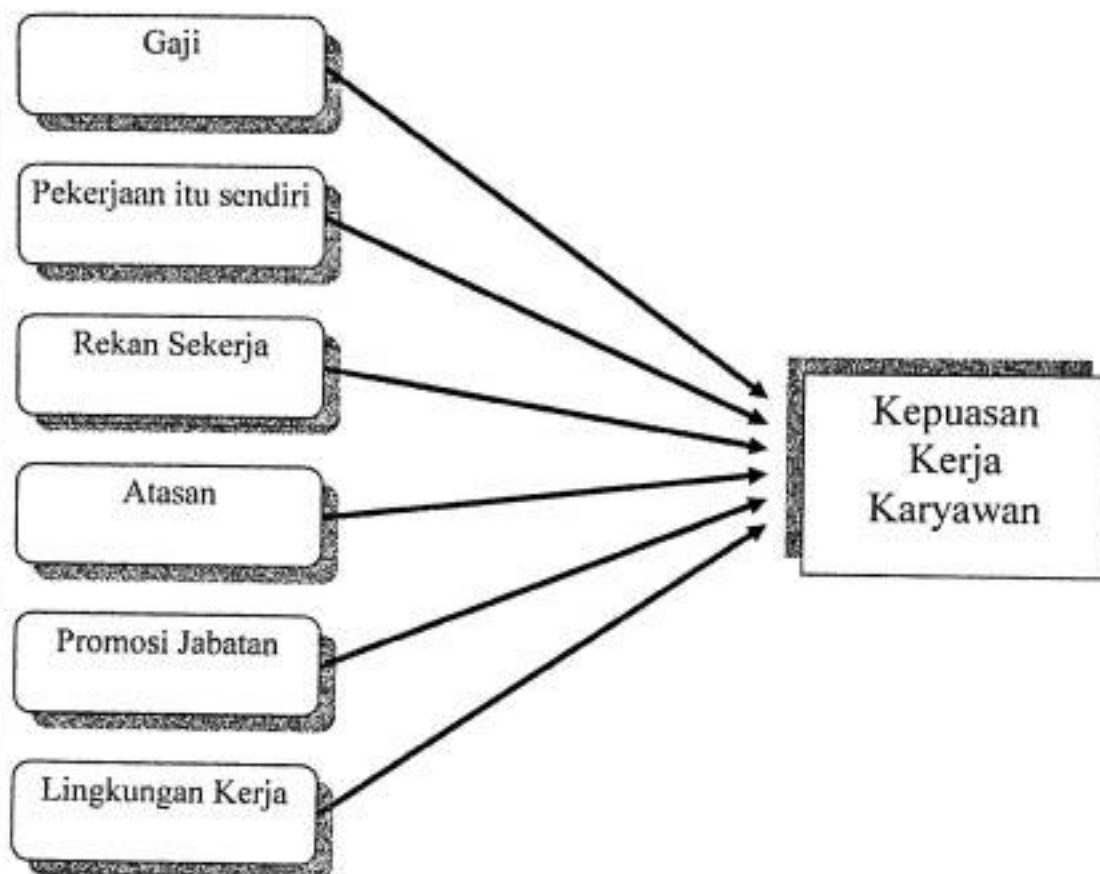 Gaji
Pekerjaan itu sendiri
Rekan Sekerja
Atasan
Promosi Jabatan
Lingkungan Kerja
Kepuasan
Kerja
Karyawan